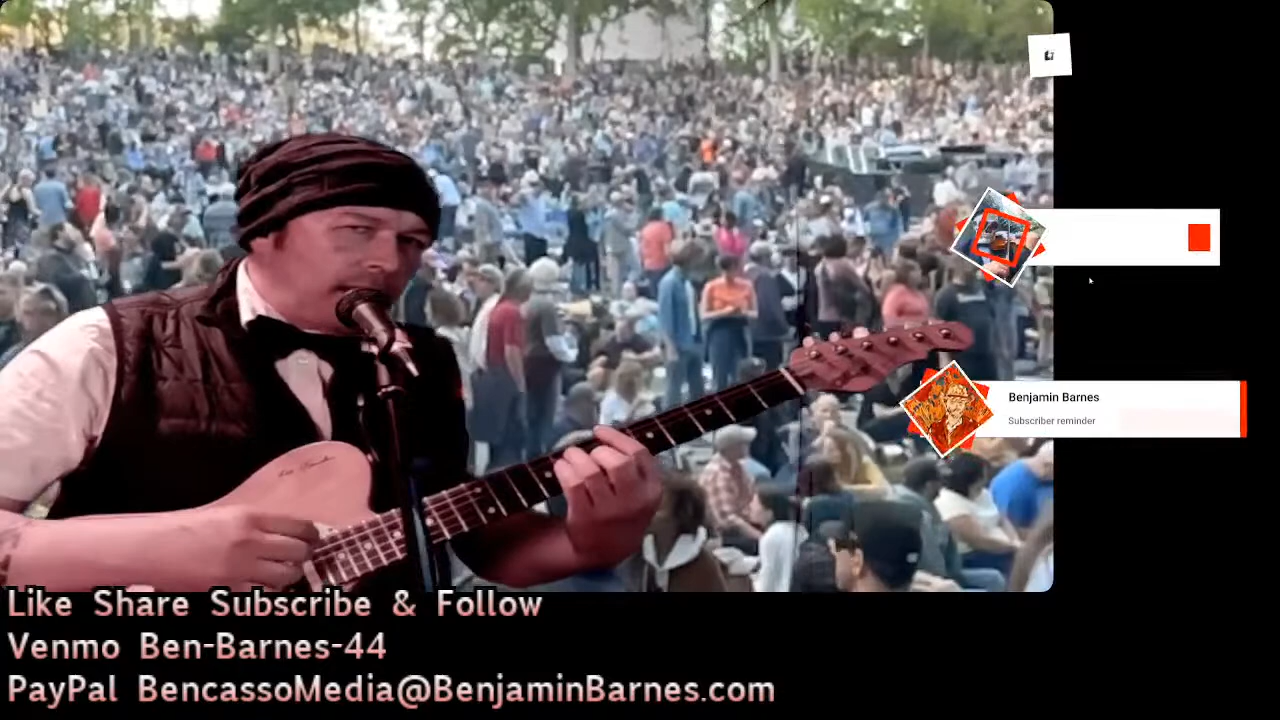 Benjamin Barnes
Subscriber reminder
Like Share Subscribe & Follow
Venmo Ben-Barnes-44
PayPal BencassoMedia@BenjaminBarnes.com